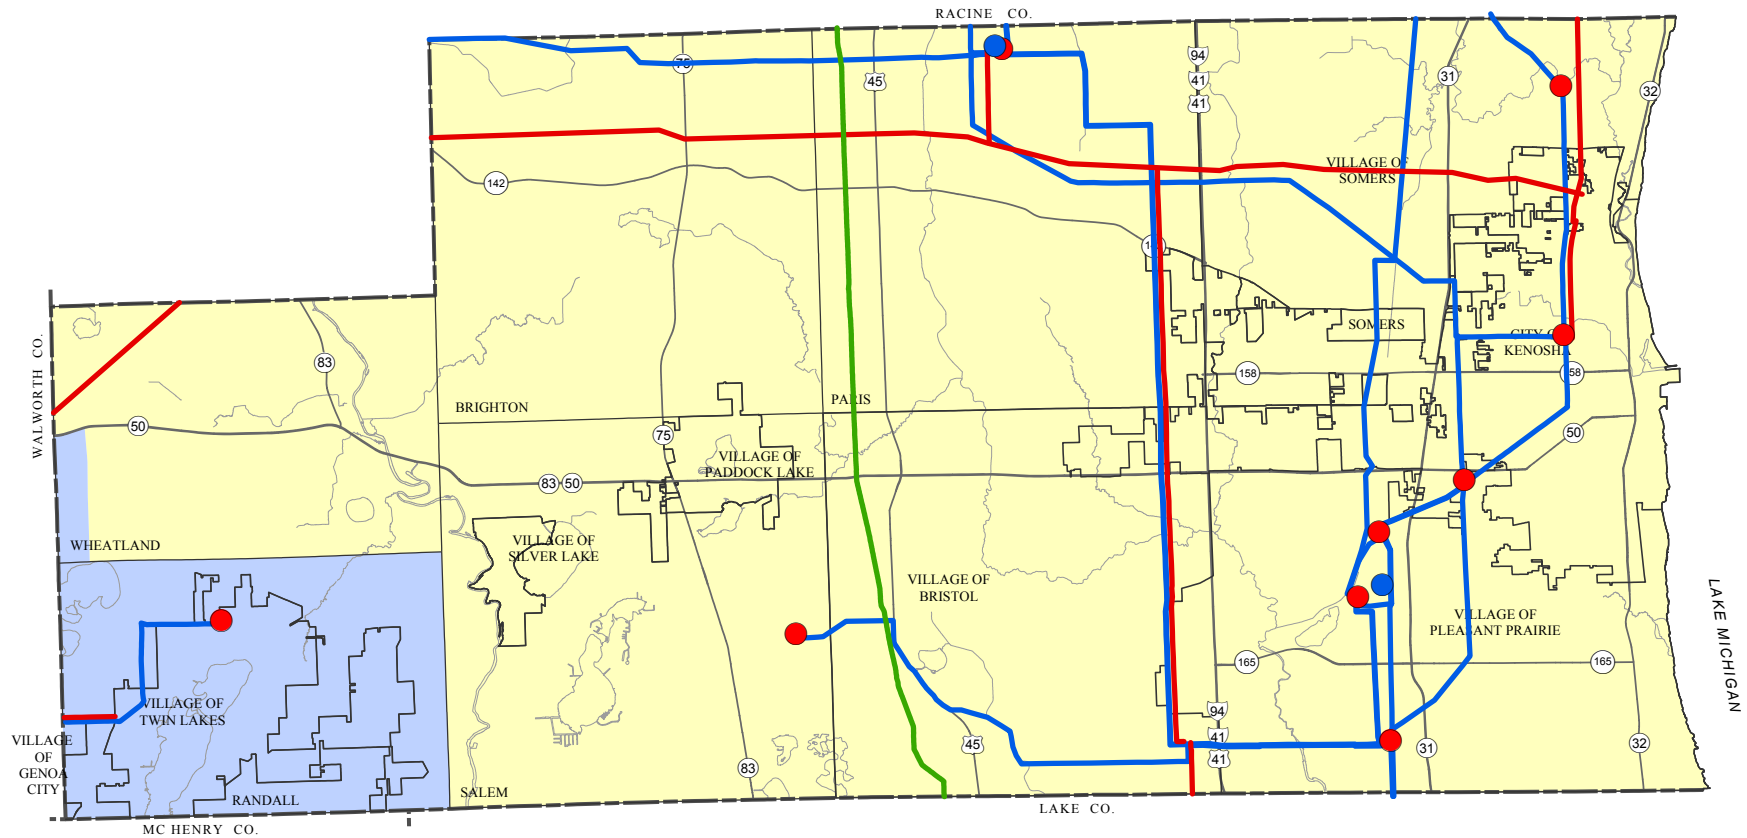 RACINE CO.
94
41
41
75
45
31
32
142
VILLAGE OF
SOMERS
WALWORTH CO.
83
SOMERS
CITY OF
KENOSHA
158
BRIGHTON
PARIS
50
75
50
VILLAGE OF
PADDOCK LAKE
83
50
WHEATLAND
VILLAGE OF
SILVER LAKE
VILLAGE OF
BRISTOL
VILLAGE OF
PLEASANT PRAIRIE
LAKE MICHIGAN
165
165
VILLAGE OF
TWIN LAKES
94
41
41
45
31
32
VILLAGE
OF
GENOA
CITY
83
RANDALL
SALEM
LAKE CO.
MC HENRY CO.